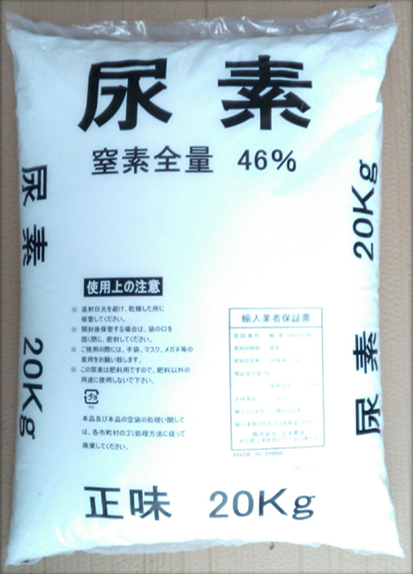 尿素
窒素全量 46%
尿素 20Kg
尿素 20Kg
使用上の注意
※ 直射日光を避け、乾燥した所に
保管してください。
※ 開封後保管する場合は、袋の口を
固く閉じ、密封してください。
※ ご使用の際には、手袋、マスク、メガネ等の
着用をお願い致します。
※ この尿素は肥料用ですので、肥料以外の
用途に使用しないで下さい。
プラ
PE
本品及び本品の空袋の処理に関して
は、各市町村のゴミ処理方法に従って
廃棄してください。
輸入業者保証票
MADE IN CHINA
正味 20Kg